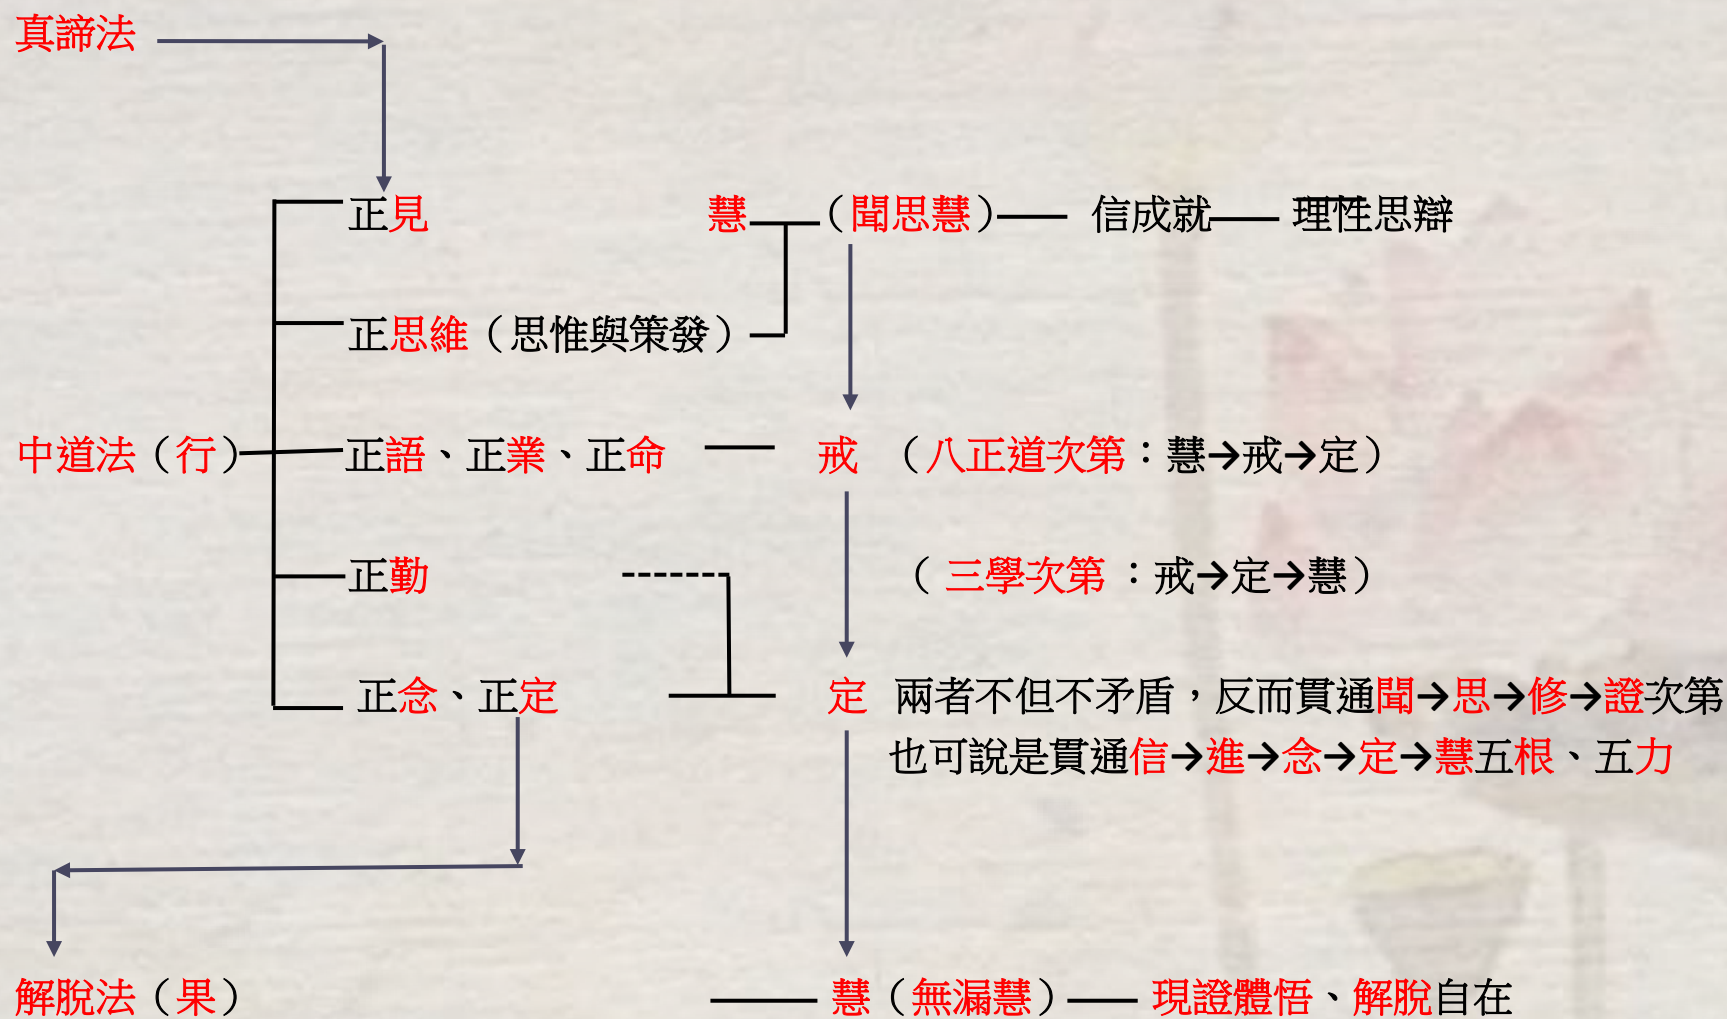 真諦法
正見 慧 （聞思慧） 信成就 理性思辯
正思維（思惟與策發）
中道法（行） 正語、正業、正命 戒 （八正道次第：慧→戒→定）
正勤 （ 三學次第 ：戒→定→慧）
正念、正定 定 兩者不但不矛盾，反而貫通聞→思→修→證次第
也可說是貫通信→進→念→定→慧五根、五力
解脫法（果） 慧（無漏慧） 現證體悟、解脫自在